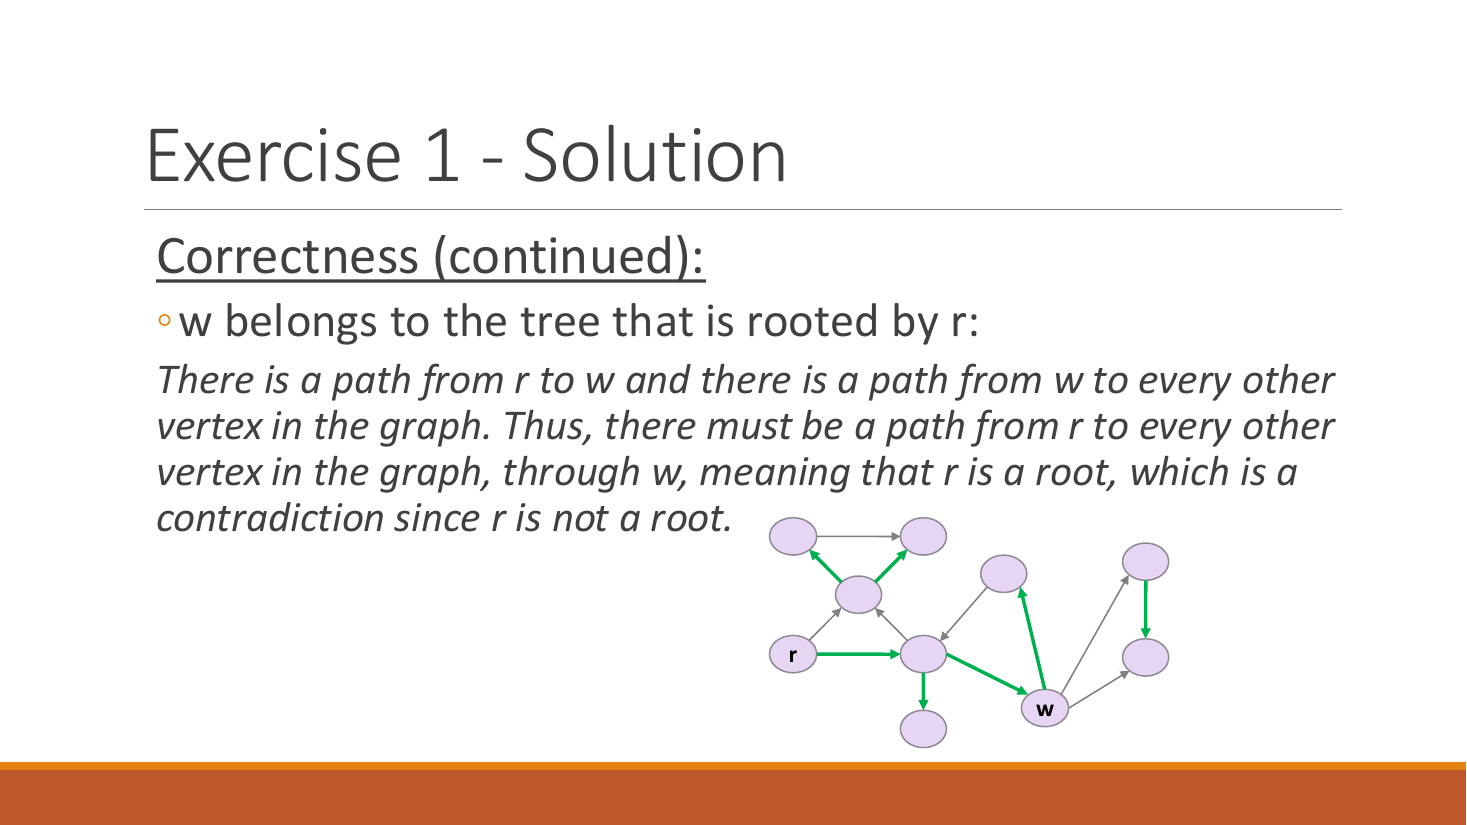 Exercise 1 - Solution
Correctness (continued):
◦ w belongs to the tree that is rooted by r:
There is a path from r to w and there is a path from w to every other
vertex in the graph. Thus, there must be a path from r to every other
vertex in the graph, through w, meaning that r is a root, which is a
contradiction since r is not a root.
r
w